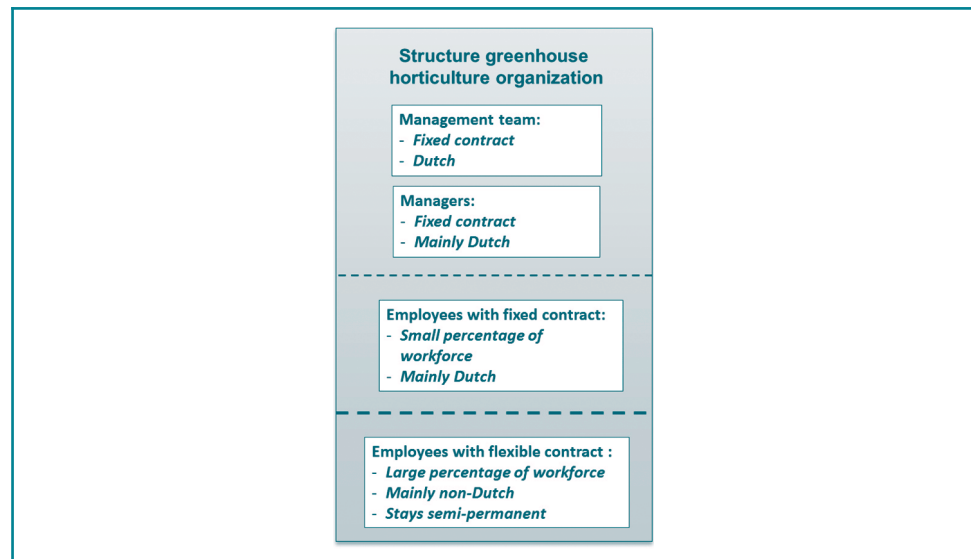 Structure greenhouse
horticulture organization
Management team:
- Fixed contract
- Dutch
Managers:
- Fixed contract
- Mainly Dutch
Employees with fixed contract:
- Small percentage of
workforce
- Mainly Dutch
Employees with flexible contract :
- Large percentage of workforce
- Mainly non-Dutch
- Stays semi-permanent